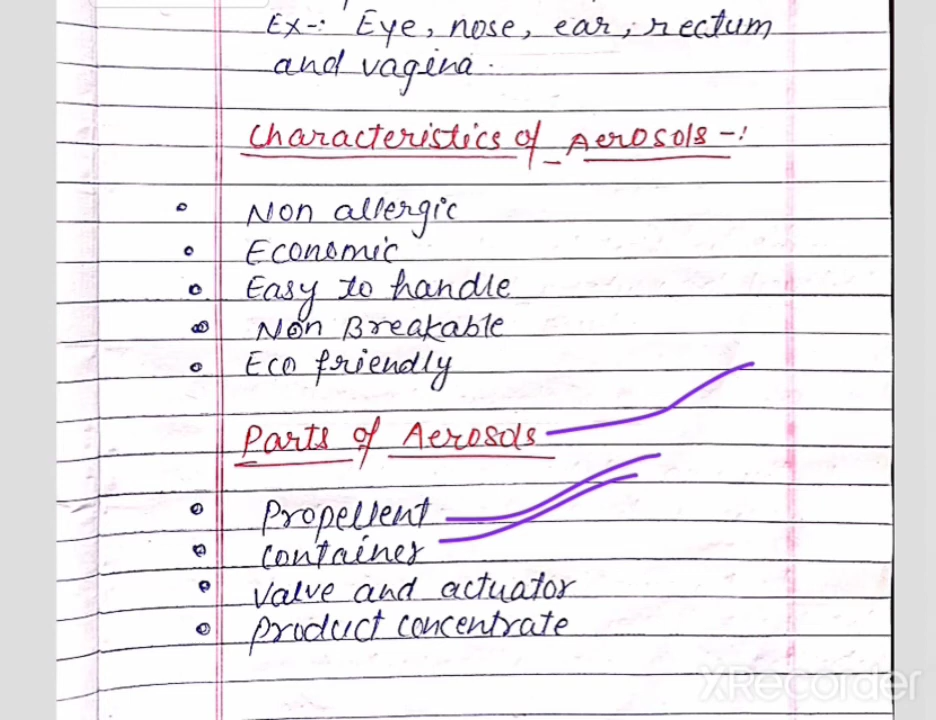 Ex-: Eye, nose, ear, rectum
and vagina.
Characteristics of Aerosols-:
Non allergic
Economic
Easy to handle
Non Breakable
Eco friendly
Parts of Aerosols
Propellent
Container
Valve and actuator
Product concentrate
XRecorder